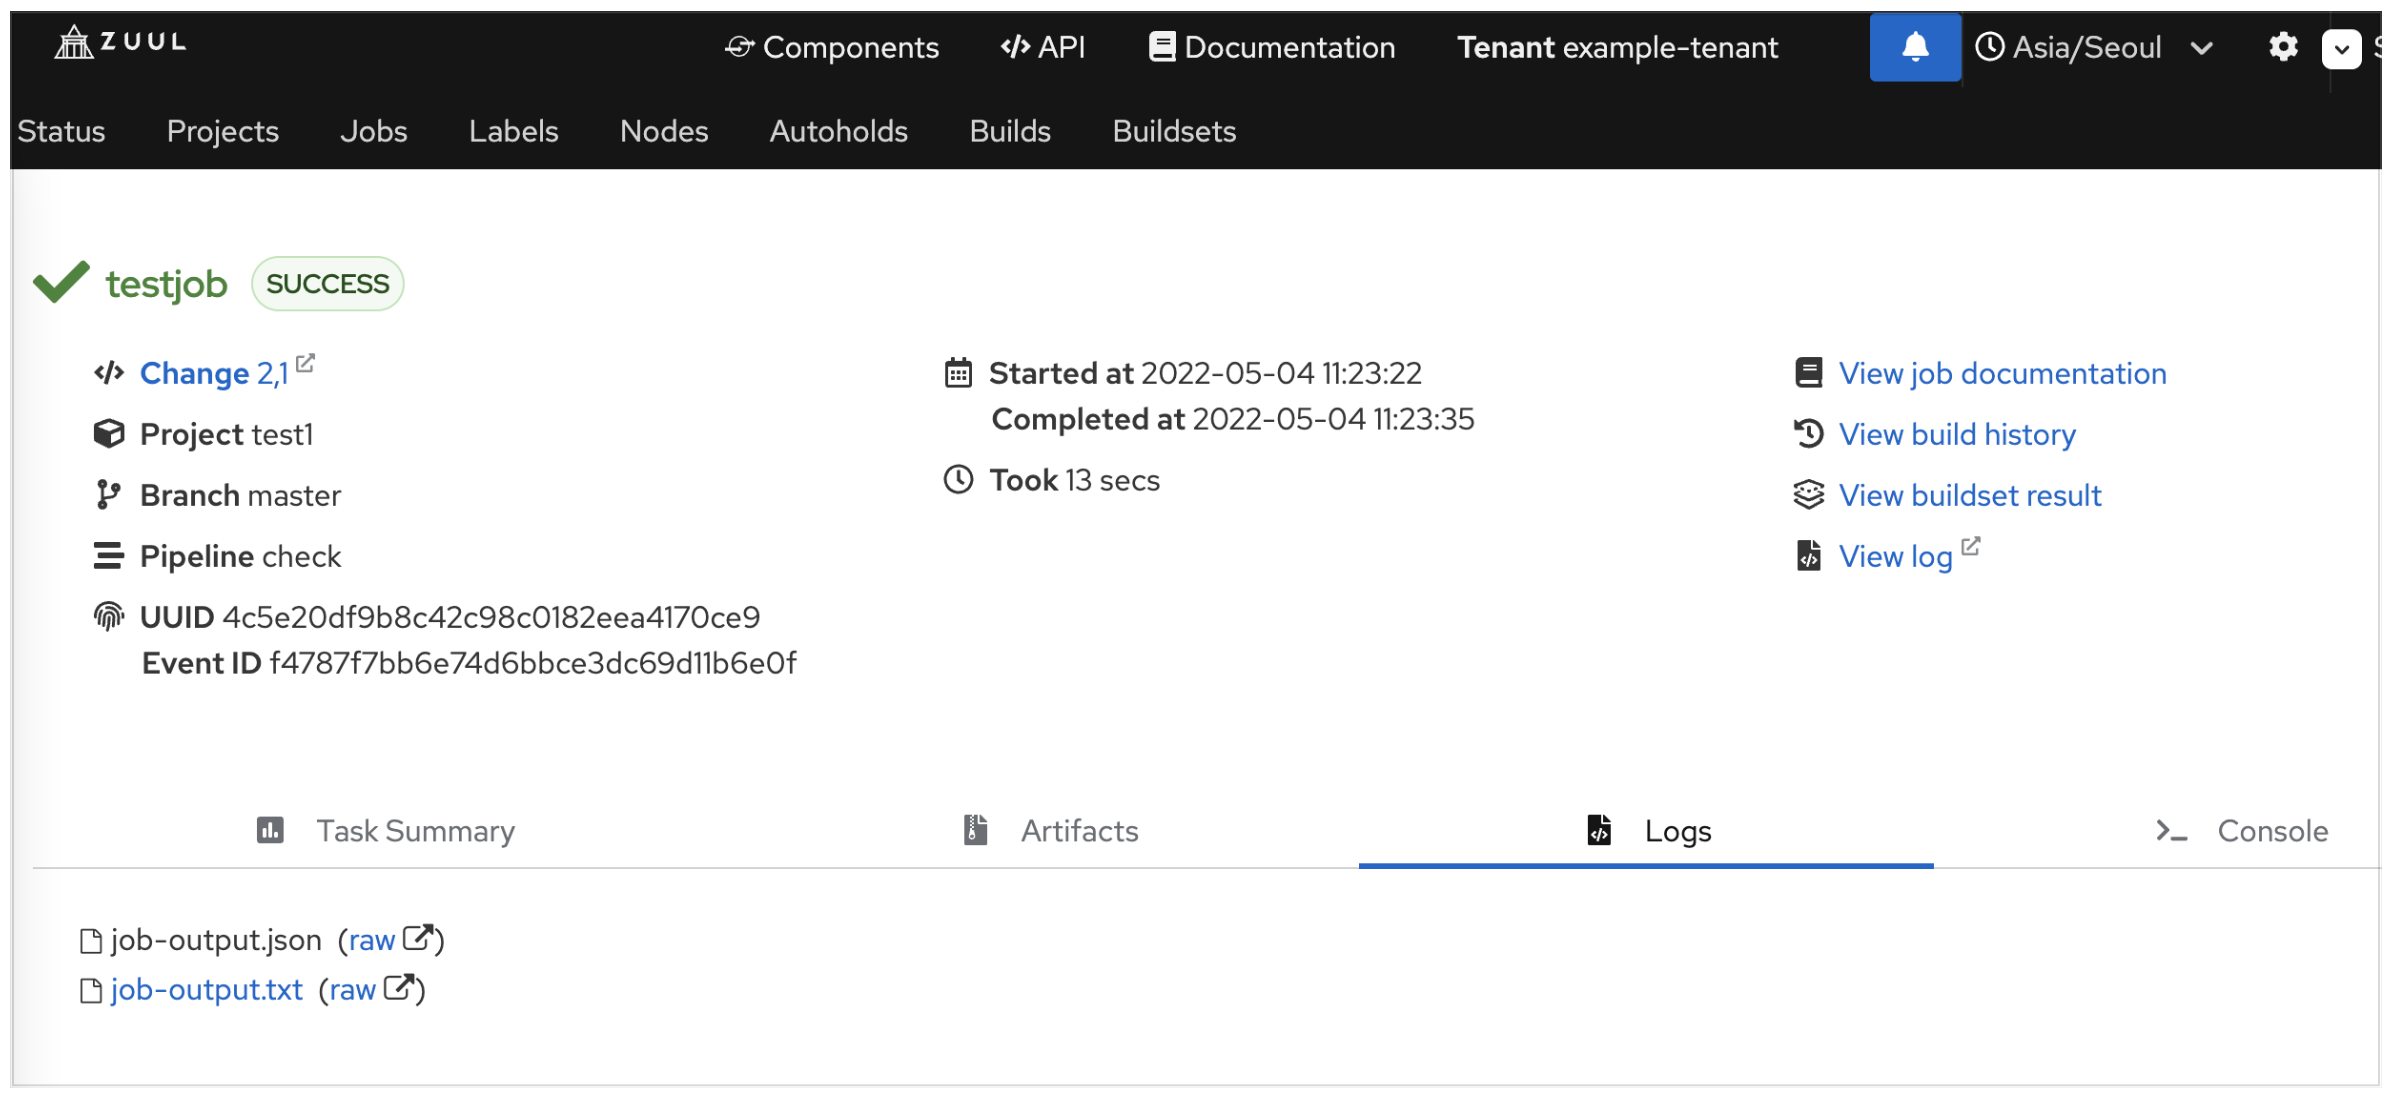 ZUUL
Components API Documentation Tenant example-tenant Asia/Seoul
Status Projects Jobs Labels Nodes Autoholds Builds Buildsets
testjob SUCCESS
Change 2,1
Project test1
Branch master
Pipeline check
UUID 4c5e20df9b8c42c98c0182eea4170ce9
Event ID f4787f7bb6e74d6bbce3dc69d11b6e0f
Started at 2022-05-04 11:23:22
Completed at 2022-05-04 11:23:35
Took 13 secs
View job documentation
View build history
View buildset result
View log
Task Summary Artifacts Logs Console
job-output.json (raw)
job-output.txt (raw)